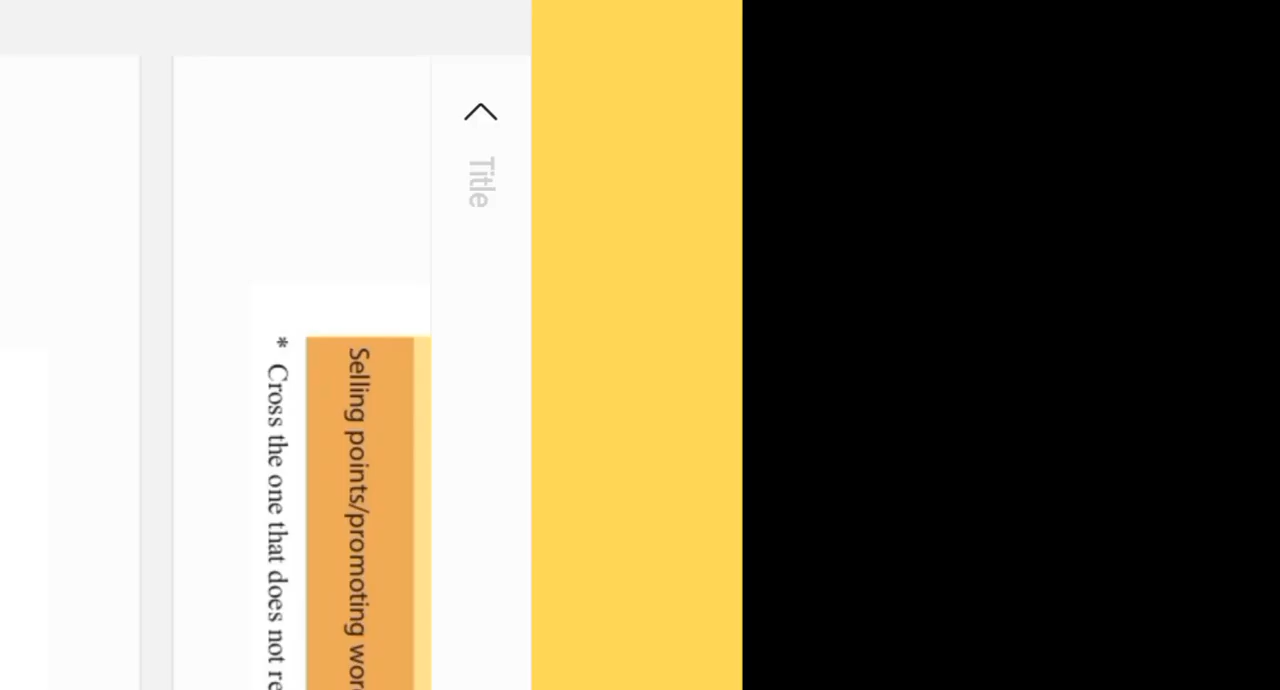 Title
Selling points/promoting
* Cross the one that does not